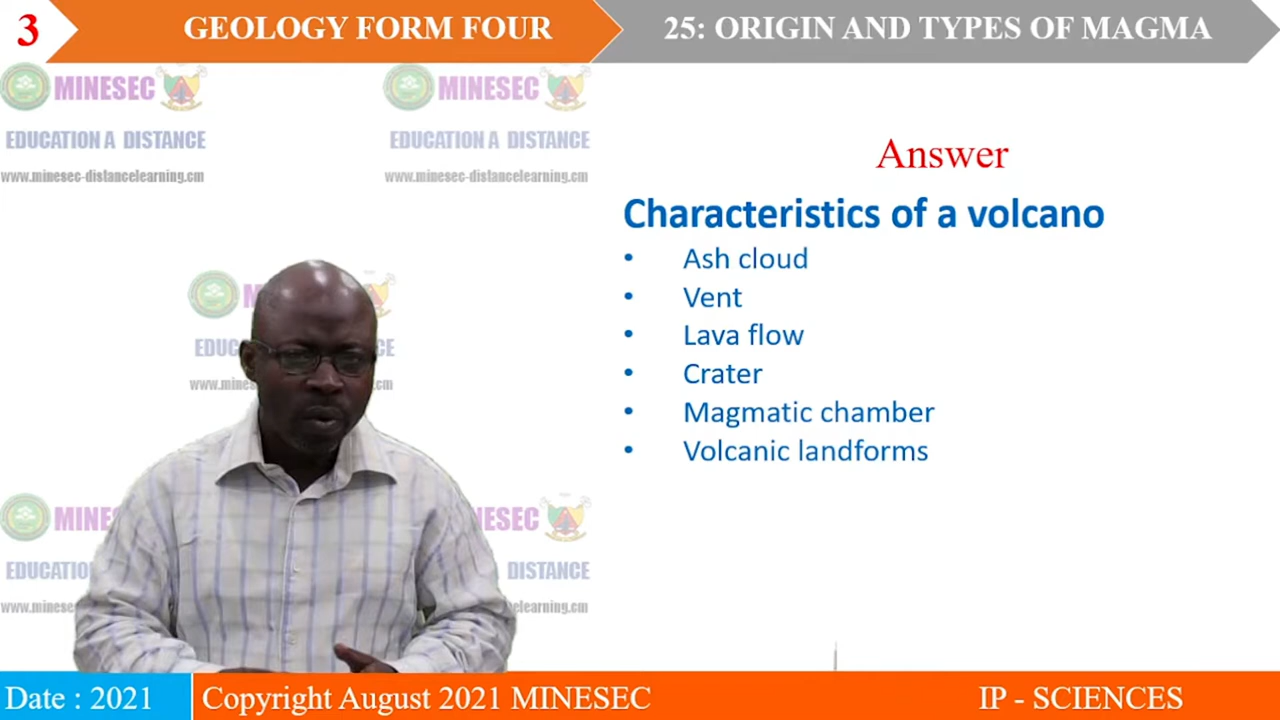 3
GEOLOGY FORM FOUR
25: ORIGIN AND TYPES OF MAGMA
MINESEC
EDUCATION A DISTANCE
www.minesec-distancelearning.cm
MINESEC
EDUCATION A DISTANCE
www.minesec-distancelearning.cm
Answer
Characteristics of a volcano
• Ash cloud
• Vent
• Lava flow
• Crater
• Magmatic chamber
• Volcanic landforms
Date : 2021
Copyright August 2021 MINESEC
IP - SCIENCES